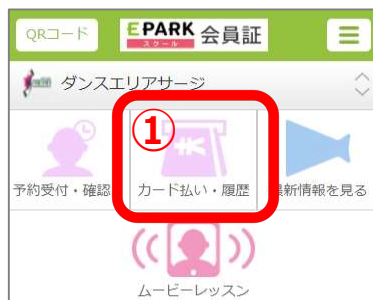 QRコード
EPARK 会員証
スクール
ダンスエリアサージ
①
予約受付・確認
カード払い・履歴
最新情報を見る
ムービーレッスン